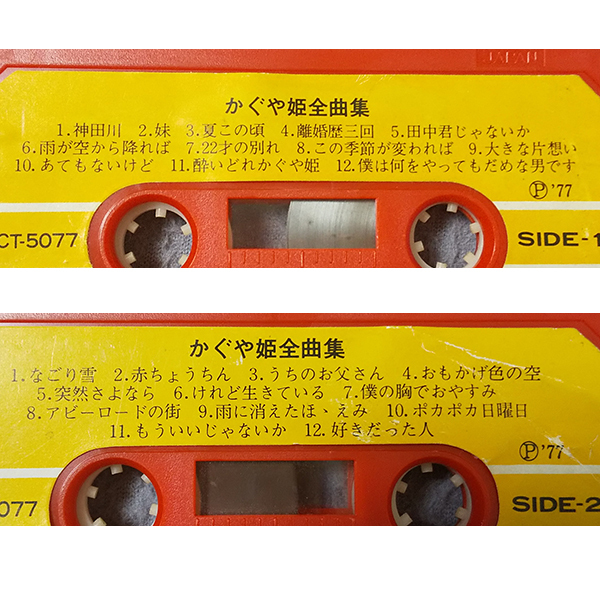 JAPAN
かぐや姫全曲集
1.神田川 2.妹 3.夏この頃 4.離婚歴三回 5.田中君じゃないか
6.雨が空から降れば 7.22才の別れ 8.この季節が変われば 9.大きな片想い
10.あてもないけど 11.酔いどれかぐや姫 12.僕は何をやってもだめな男です
Ⓟ'77
CT-5077 SIDE-1
かぐや姫全曲集
1.なごり雪 2.赤ちょうちん 3.うちのお父さん 4.おもかげ色の空
5.突然さよなら 6.けれど生きている 7.僕の胸でおやすみ
8.アビーロードの街 9.雨に消えたほゝえみ 10.ポカポカ日曜日
11.もういいじゃないか 12.好きだった人
Ⓟ'77
5077 SIDE-2